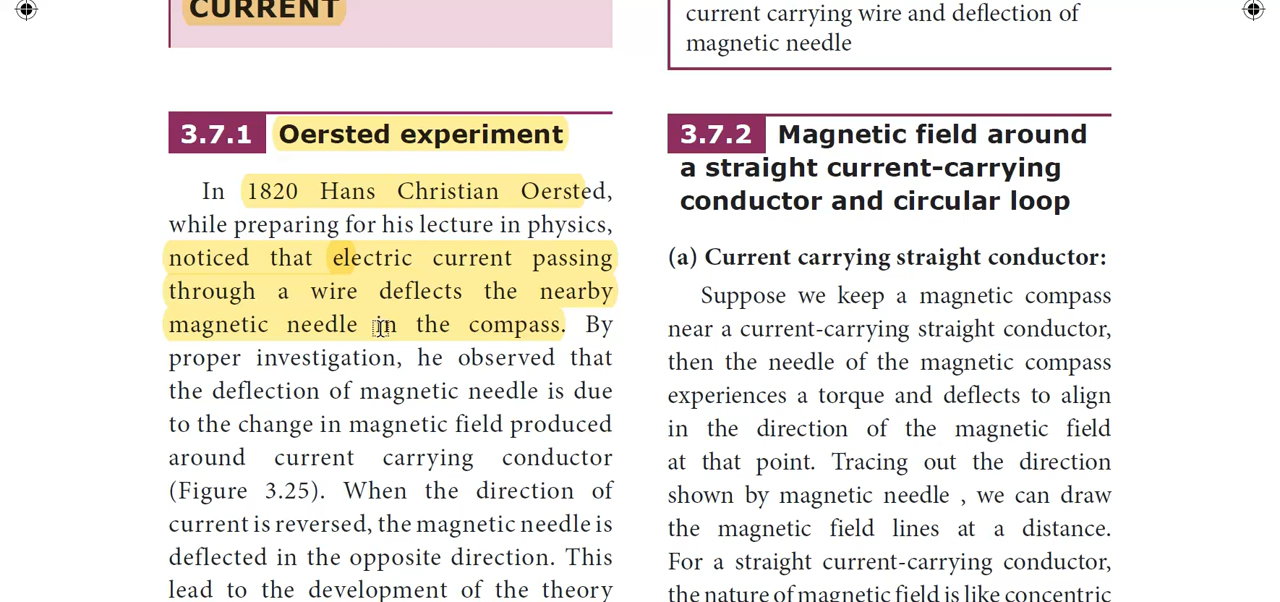 CURRENT
3.7.1 Oersted experiment
In 1820 Hans Christian Oersted,
while preparing for his lecture in physics,
noticed that electric current passing
through a wire deflects the nearby
magnetic needle in the compass. By
proper investigation, he observed that
the deflection of magnetic needle is due
to the change in magnetic field produced
around current carrying conductor
(Figure 3.25). When the direction of
current is reversed, the magnetic needle is
deflected in the opposite direction. This
lead to the development of the theory
current carrying wire and deflection of
magnetic needle
3.7.2 Magnetic field around
a straight current-carrying
conductor and circular loop
(a) Current carrying straight conductor:
Suppose we keep a magnetic compass
near a current-carrying straight conductor,
then the needle of the magnetic compass
experiences a torque and deflects to align
in the direction of the magnetic field
at that point. Tracing out the direction
shown by magnetic needle , we can draw
the magnetic field lines at a distance.
For a straight current-carrying conductor,
the nature of magnetic field is like concentric